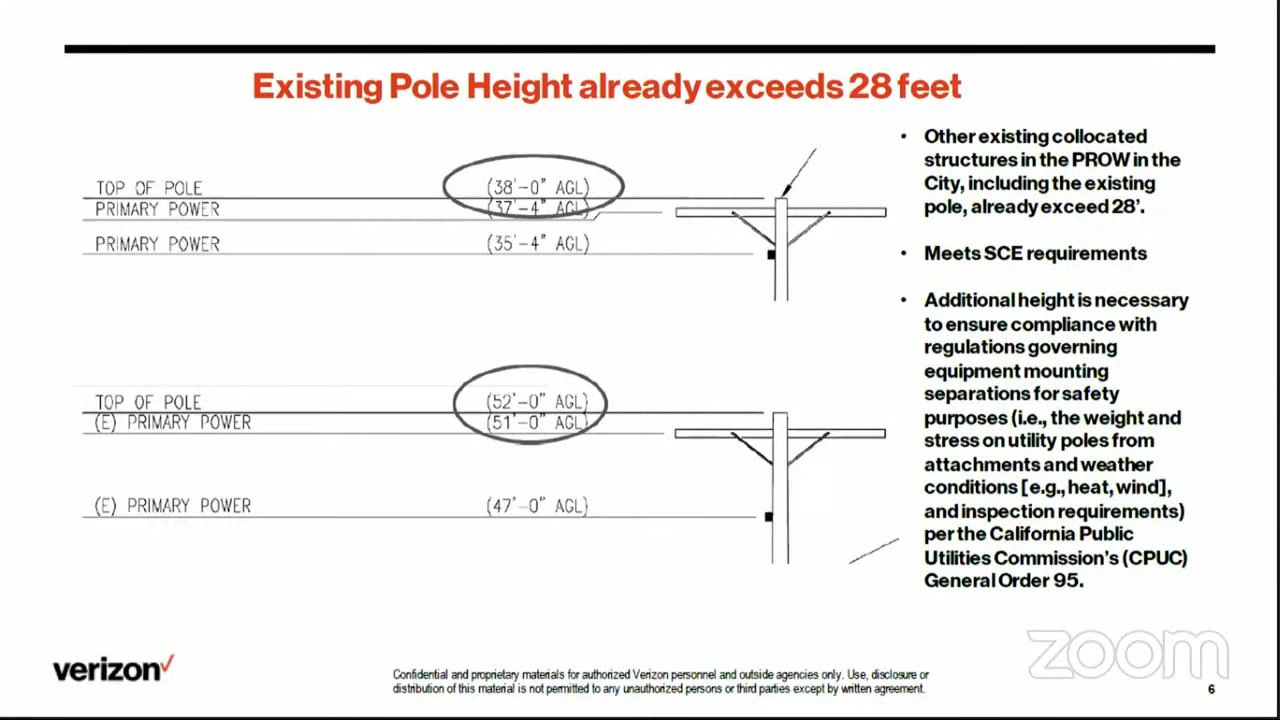 Existing Pole Height already exceeds 28 feet
TOP OF POLE (38'-0" AGL)
PRIMARY POWER (37'-4" AGL)
PRIMARY POWER (35'-4" AGL)
TOP OF POLE (52'-0" AGL)
(E) PRIMARY POWER (51'-0" AGL)
(E) PRIMARY POWER (47'-0" AGL)
• Other existing collocated
structures in the PROW in the
City, including the existing
pole, already exceed 28'.
• Meets SCE requirements
• Additional height is necessary
to ensure compliance with
regulations governing
equipment mounting
separations for safety
purposes (i.e., the weight and
stress on utility poles from
attachments and weather
conditions [e.g., heat, wind],
and inspection requirements)
per the California Public
Utilities Commission's (CPUC)
General Order 95.
verizon
Confidential and proprietary materials for authorized Verizon personnel and outside agencies only. Use, disclosure or
distribution of this material is not permitted to any unauthorized persons or third parties except by written agreement.
zoom
6